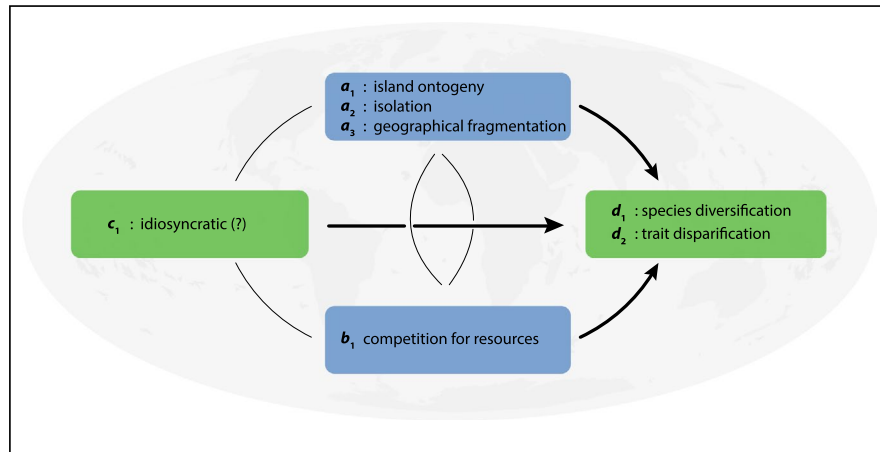 a1 : island ontogeny
a2 : isolation
a3 : geographical fragmentation
c1 : idiosyncratic (?)
d1 : species diversification
d2 : trait disparification
b1 competition for resources